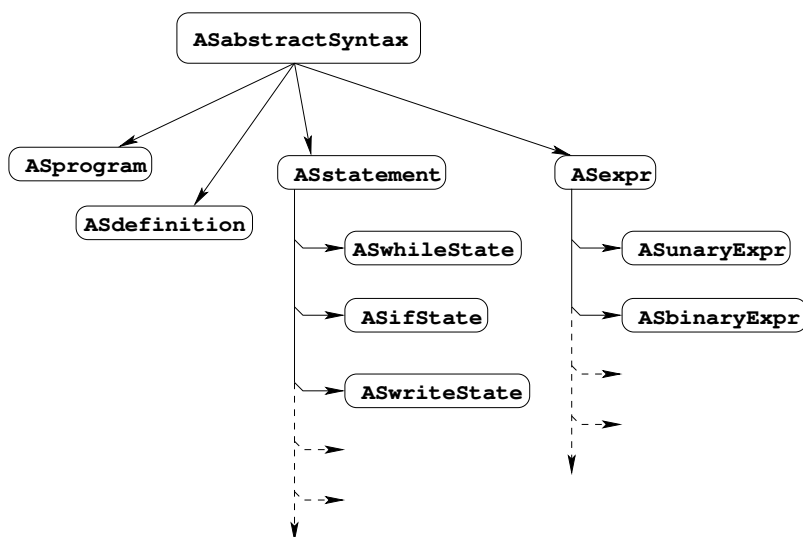 ASabstractSyntax
ASprogram
ASstatement
ASexpr
ASdefinition
ASwhileState
ASunaryExpr
ASifState
ASbinaryExpr
ASwriteState